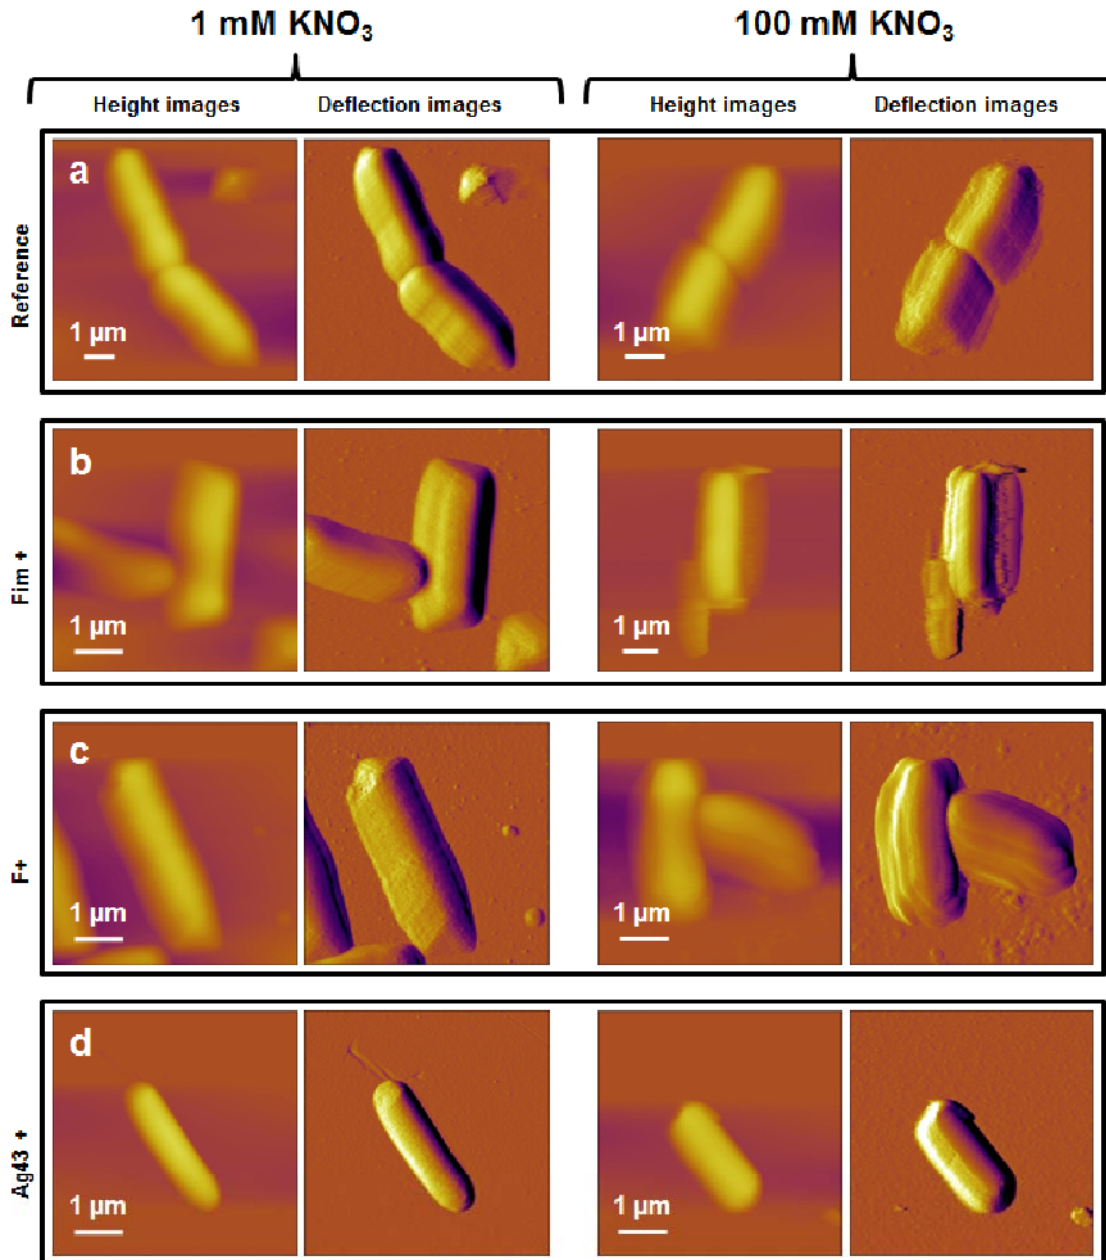 1 mM KNO₃ 100 mM KNO₃
Height images Deflection images Height images Deflection images
Reference
a
1 µm 1 µm
Fim +
b
1 µm 1 µm
F+
c
1 µm 1 µm
Ag43 +
d
1 µm 1 µm